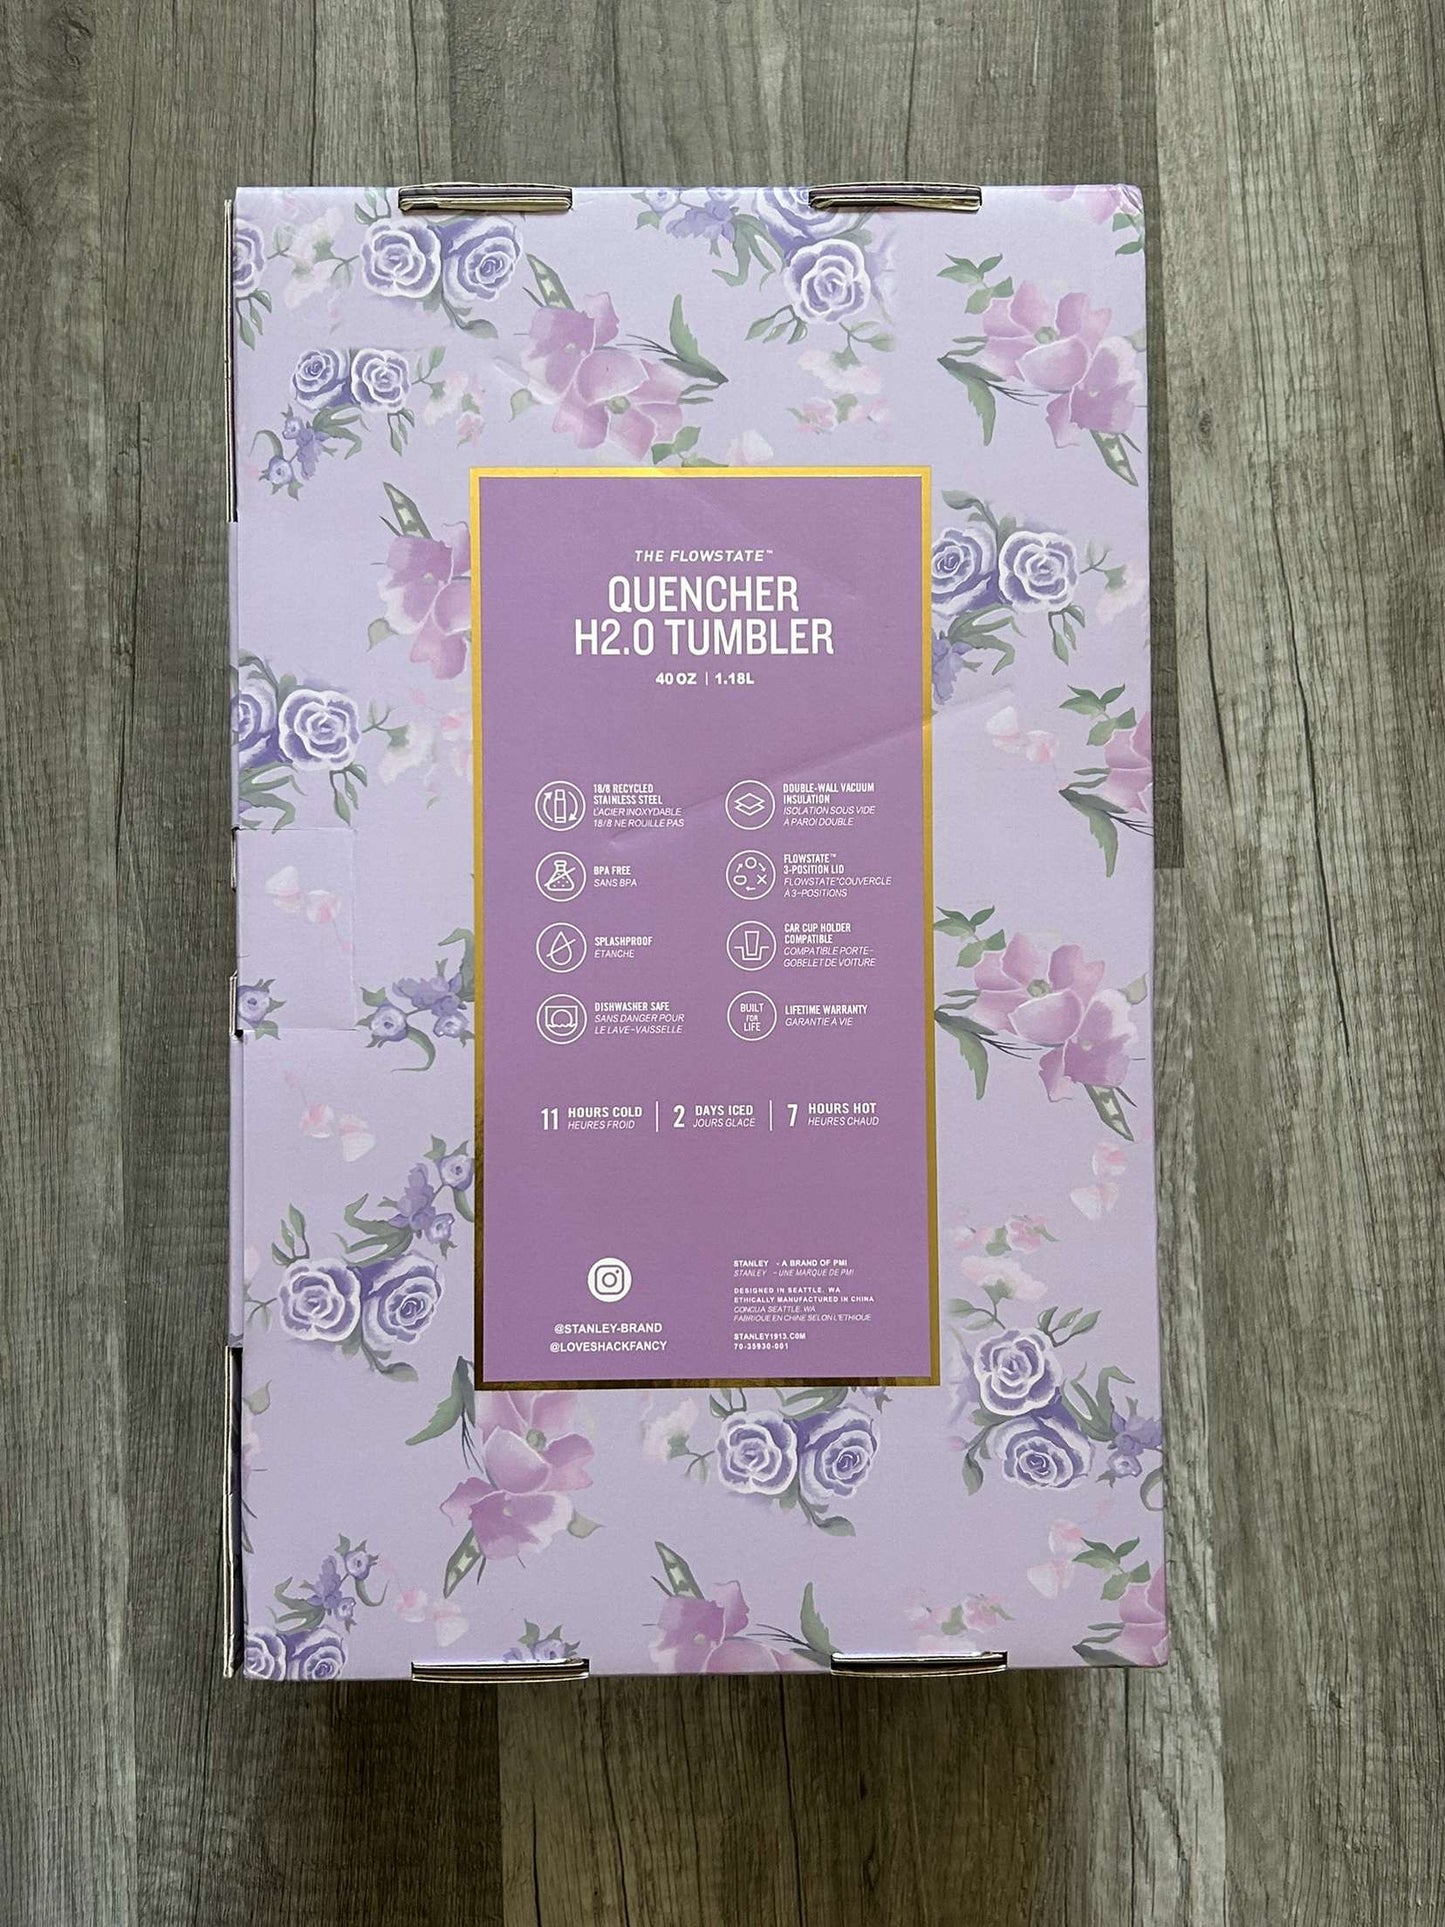 THE FLOWSTATE™
QUENCHER
H2.0 TUMBLER
40 OZ | 1.18L
18/8 RECYCLED
STAINLESS STEEL
L'ACIER INOXYDABLE
18/8 NE ROUILLE PAS
DOUBLE-WALL VACUUM
INSULATION
ISOLATION SOUS VIDE
A PAROI DOUBLE
BPA FREE
SANS BPA
FLOWSTATE™
3-POSITION LID
FLOWSTATE™COUVERCLE
À 3-POSITIONS
SPLASHPROOF
ETANCHE
CAR CUP HOLDER
COMPATIBLE
COMPATIBLE PORTE-
GOBELET DE VOITURE
DISHWASHER SAFE
SANS DANGER POUR
LE LAVE-VAISSELLE
BUILT
FOR
LIFE
LIFETIME WARRANTY
GARANTIE À VIE
11 HOURS COLD
HEURES FROID
2 DAYS ICED
JOURS GLACE
7 HOURS HOT
HEURES CHAUD
@STANLEY-BRAND
@LOVESHACKFANCY
STANLEY - A BRAND OF PMI
STANLEY - UNE MARQUE DE PMI
DESIGNED IN SEATTLE, WA
ETHICALLY MANUFACTURED IN CHINA
SEATTLE, WA
FABRIQUE EN CHINE SELON L'ETHIQUE
STANLEY1913.COM
70-35930-001